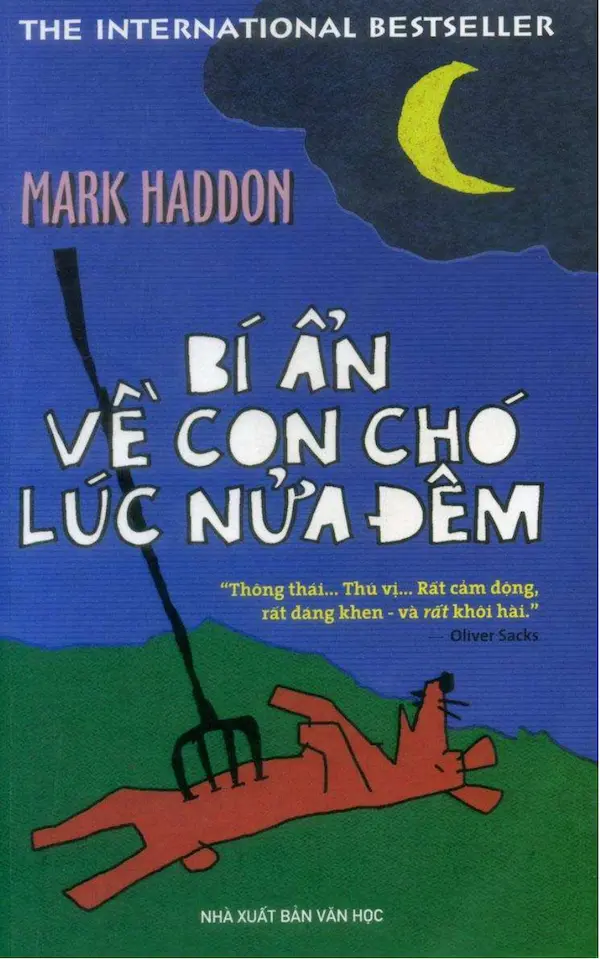 THE INTERNATIONAL BESTSELLER
MARK HADDON
BÍ ẨN
VỀ CON CHÓ
LÚC NỬA ĐÊM
“Thông thái... Thú vị... Rất cảm động,
rất đáng khen - và rất khôi hài.”
— Oliver Sacks
NHÀ XUẤT BẢN VĂN HỌC